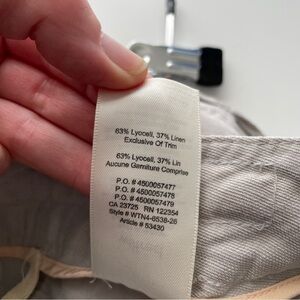 63% Lyocell, 37% Linen
Exclusive Of Trim
63% Lyocell, 37% Lin
Aucune Garniture Comprise
P.O. # 4500057477
P.O. # 4500057478
P.O. # 4500057479
CA 23725 RN 122354
Style # WTN4-6538-26
Article # 53430